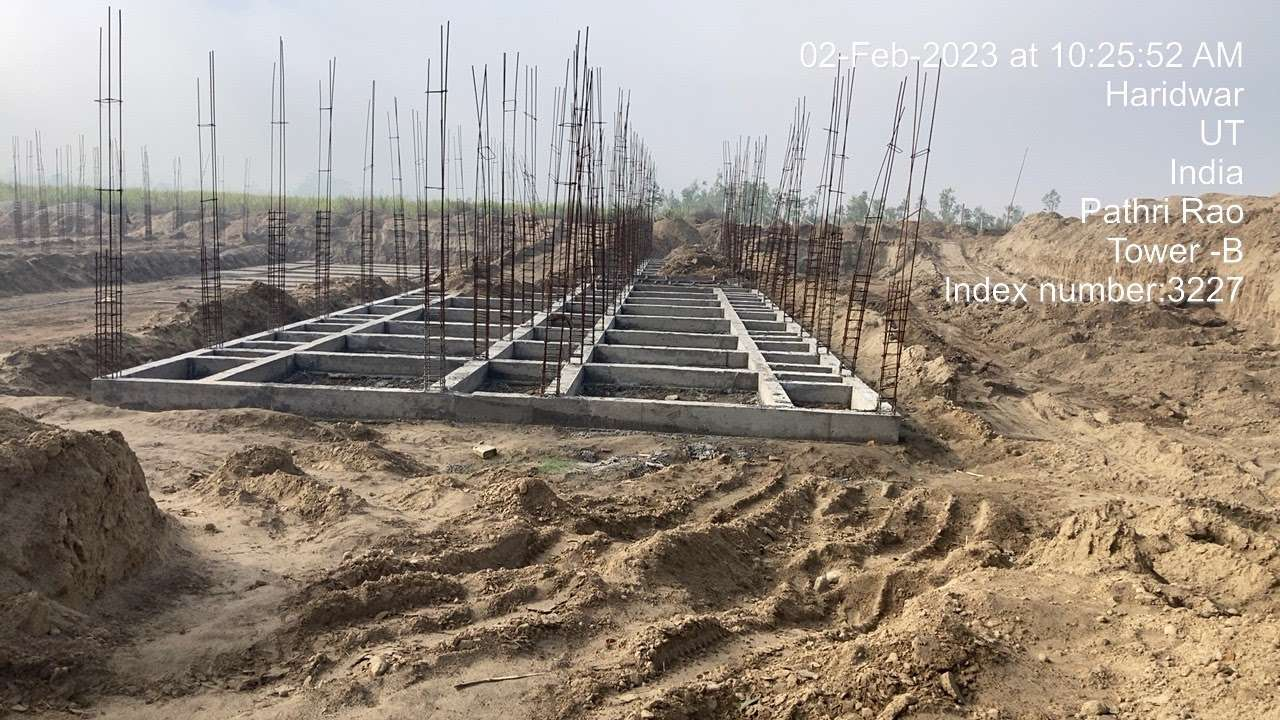 02-Feb-2023 at 10:25:52 AM
Haridwar
UT
India
Pathri Rao
Tower -B
Index number:3227